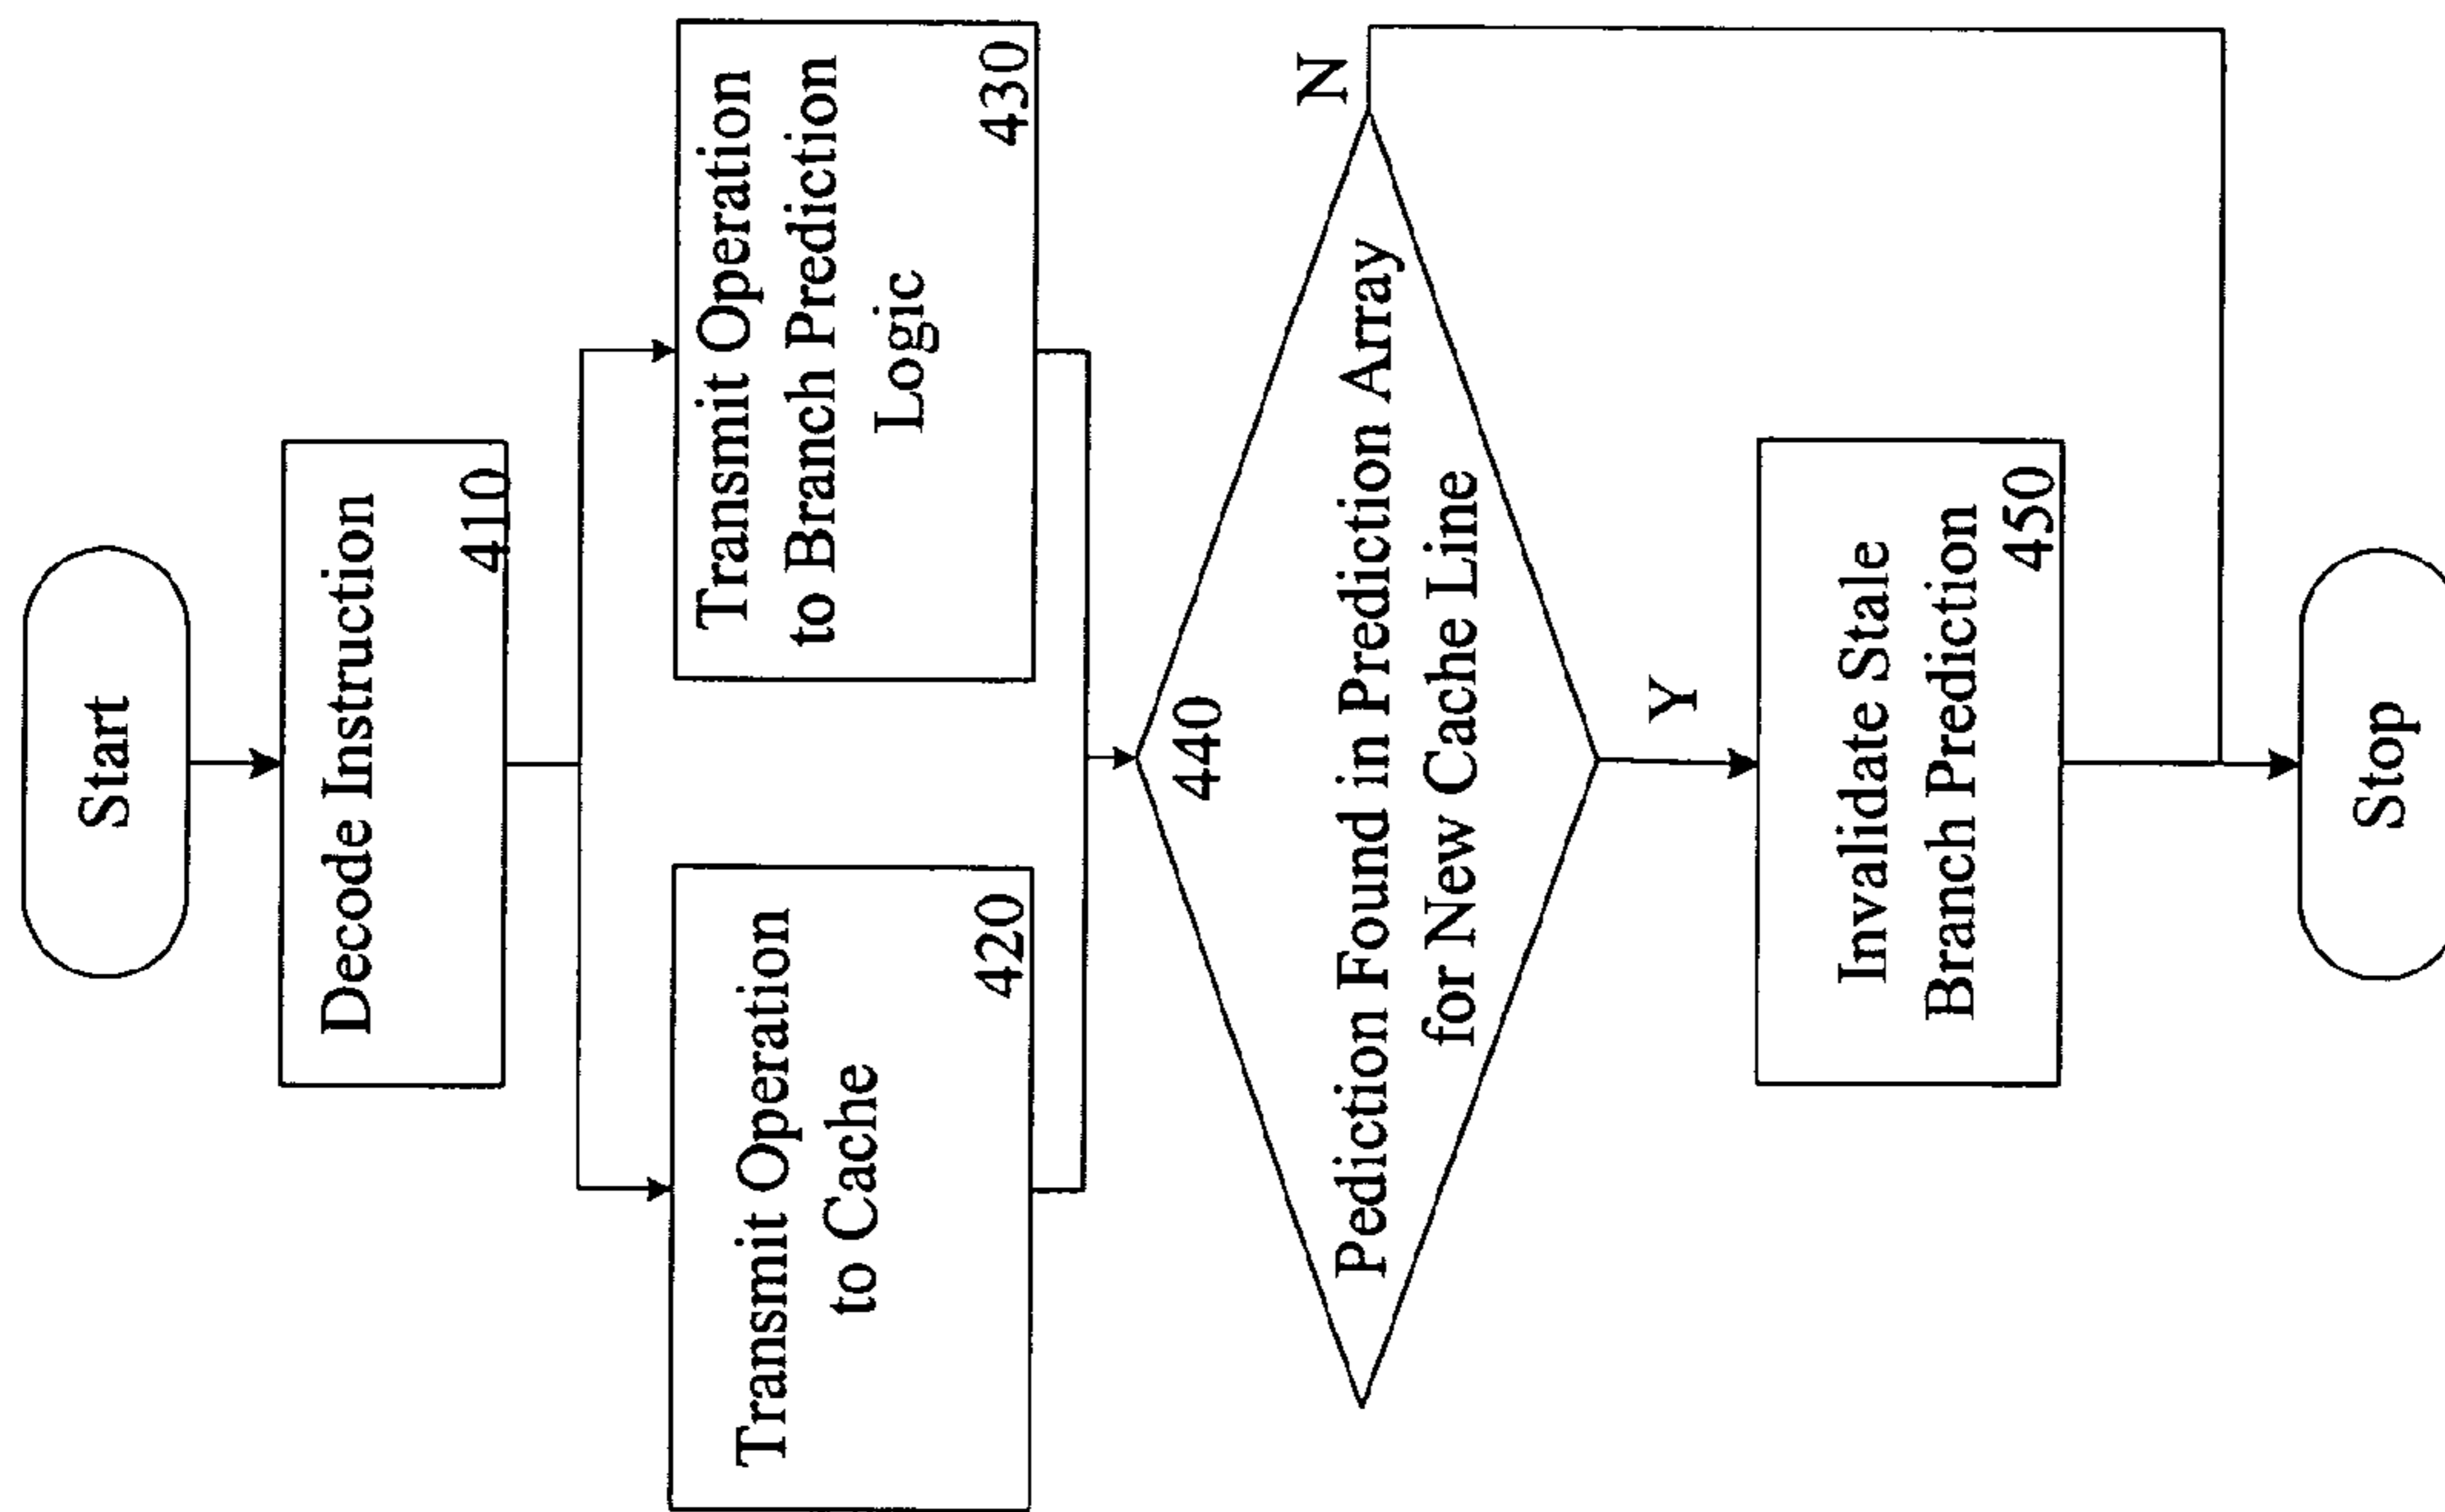 Start
Decode Instruction
410
Transmit Operation
to Cache
420
Transmit Operation
to Branch Prediction
Logic
430
440
Pediction Found in Prediction Array
for New Cache Line
N
Y
Invalidate Stale
Branch Prediction
450
Stop